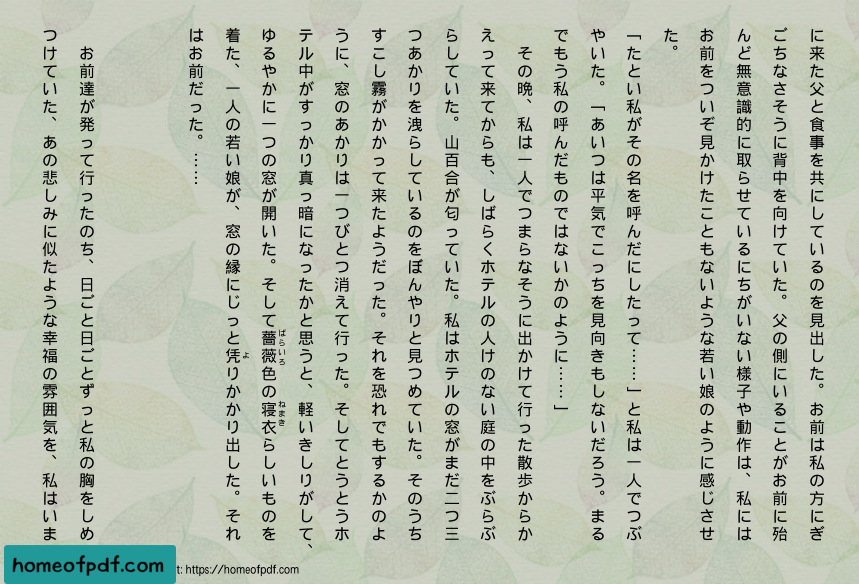 に来た父と食事を共にしているのを見出した。お前は私の方にぎ
ごちなさそうに背中を向けていた。父の側にいることがお前に殆
んど無意識的に取らせているにちがいない様子や動作は、私には
お前をついぞ見かけたこともないような若い娘のように感じさせ
た。
「たとい私がその名を呼んだにしたって……」と私は一人でつぶ
やいた。「あいつは平気でこっちを見向きもしないだろう。まる
でもう私の呼んだものではないかのように……」
その晩、私は一人でつまらなそうに出かけて行った散歩からか
えって来てからも、しばらくホテルの人けのない庭の中をぶらぶ
らしていた。山百合が匂っていた。私はホテルの窓がまだ二つ三
つあかりを洩らしているのをぼんやりと見つめていた。そのうち
すこし霧がかかって来たようだった。それを恐れでもするかのよ
うに、窓のあかりは一つびとつ消えて行った。そしてとうとうホ
テル中がすっかり真っ暗になったかと思うと、軽いきしりがして、
ゆるやかに一つの窓が開いた。そして薔薇色の寝衣らしいものを
ばらいろ
ねまき
着た、一人の若い娘が、窓の縁にじっと凭りかかり出した。それ
よ
はお前だった。……
お前達が発って行ったのち、日ごと日ごとずっと私の胸をしめ
つけていた、あの悲しみに似たような幸福の雰囲気を、私はいま
homeofpdf.com
t: https://homeofpdf.com